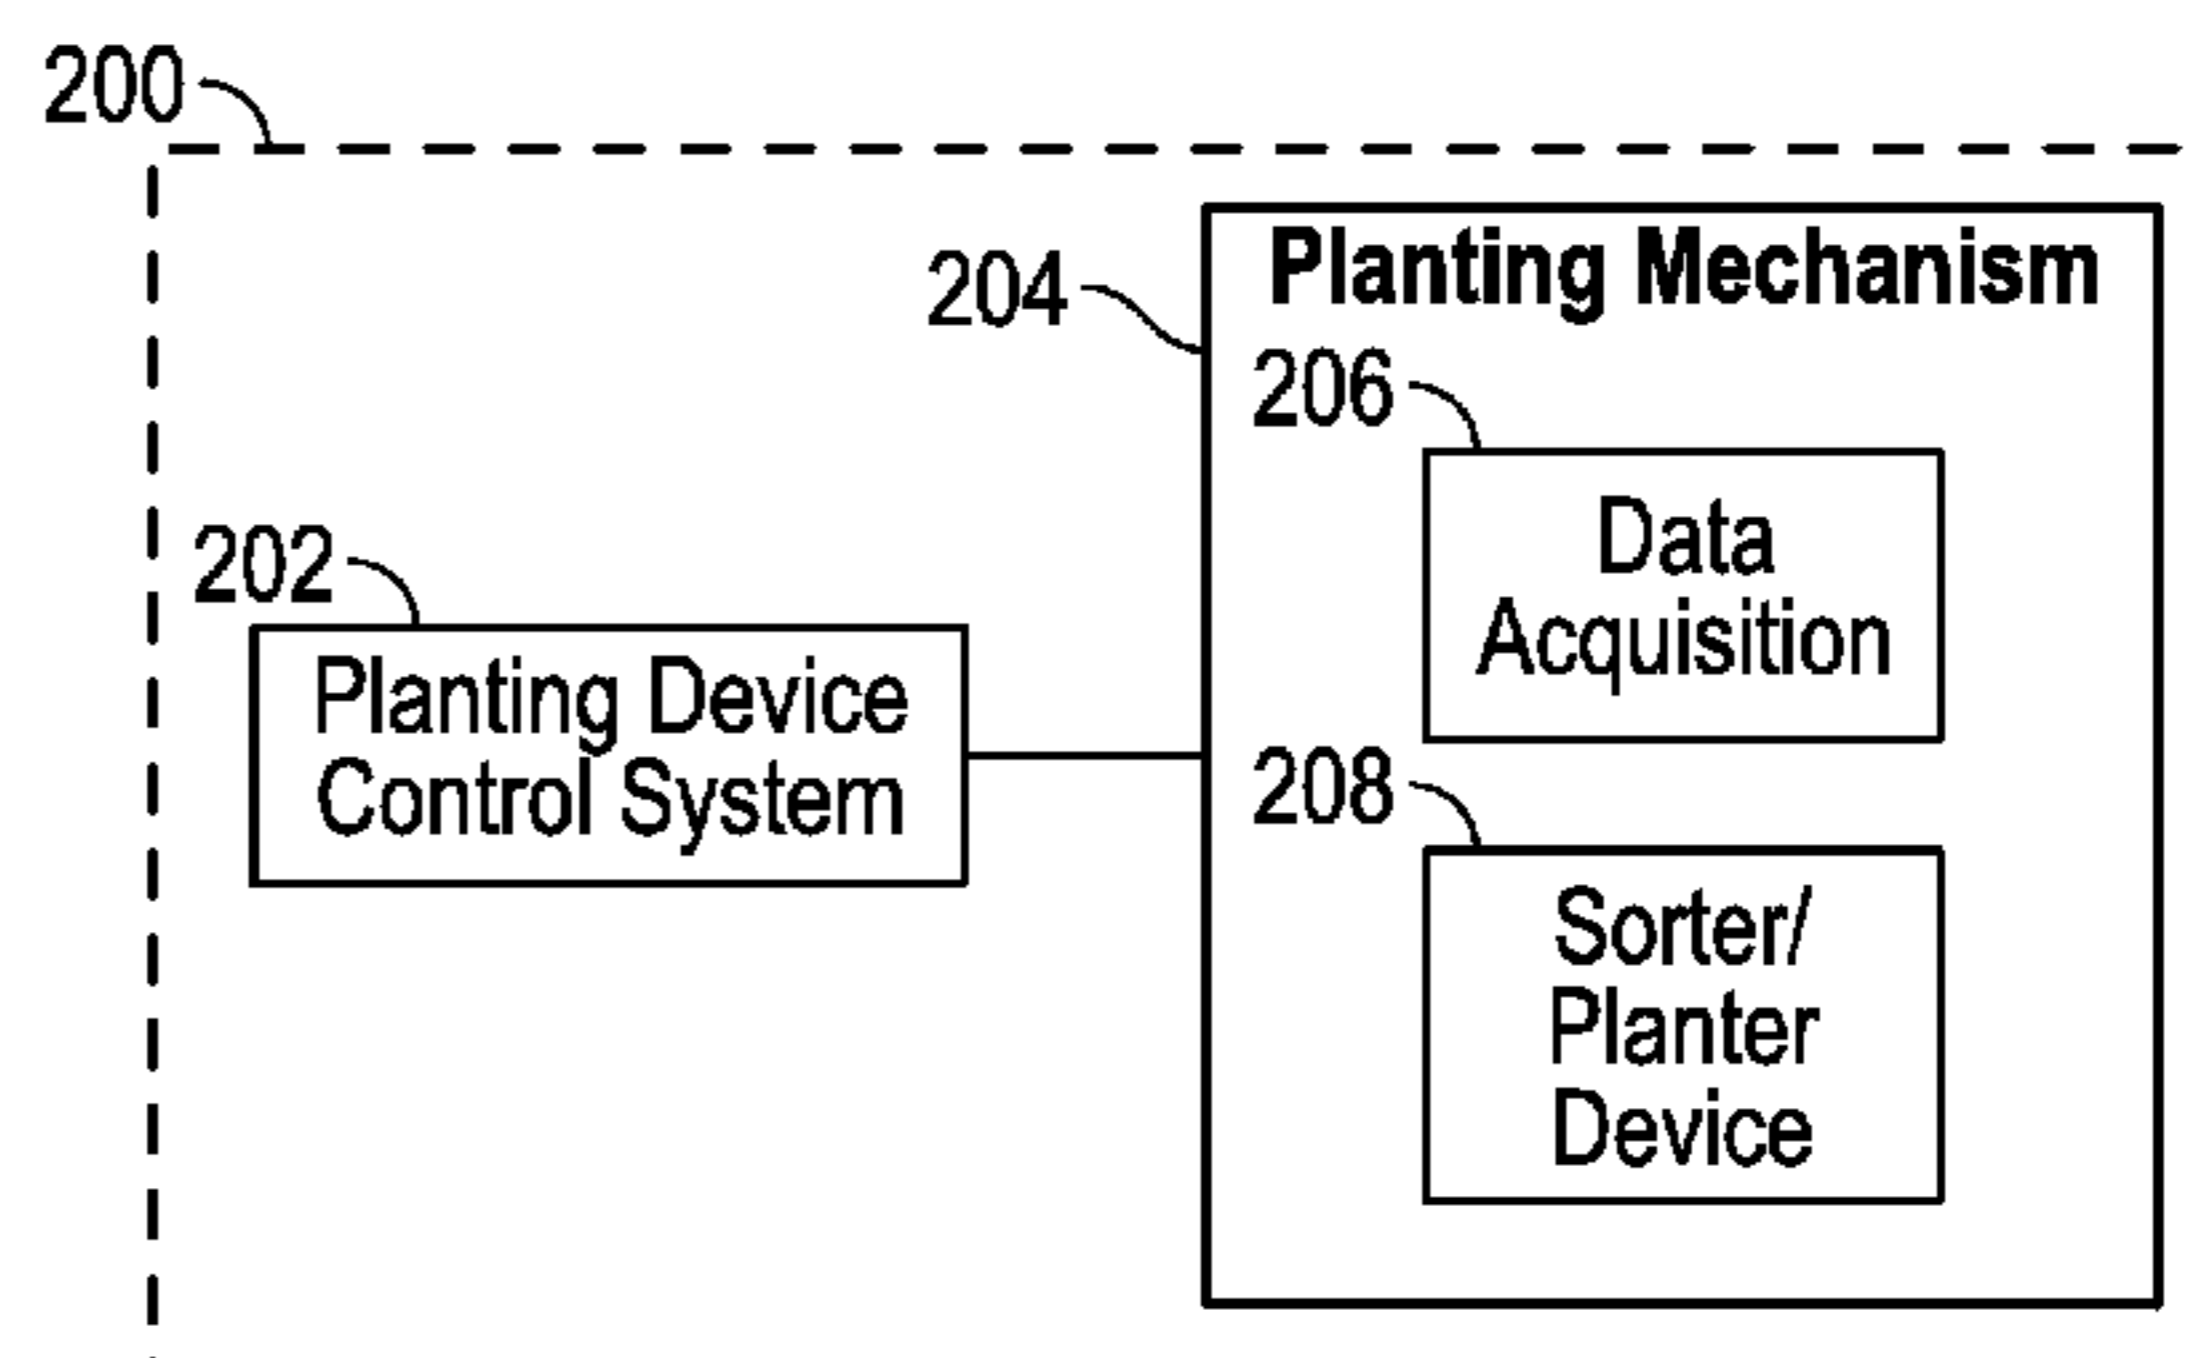 200
204
Planting Mechanism
206
Data
Acquisition
202
Planting Device
Control System
208
Sorter/
Planter
Device